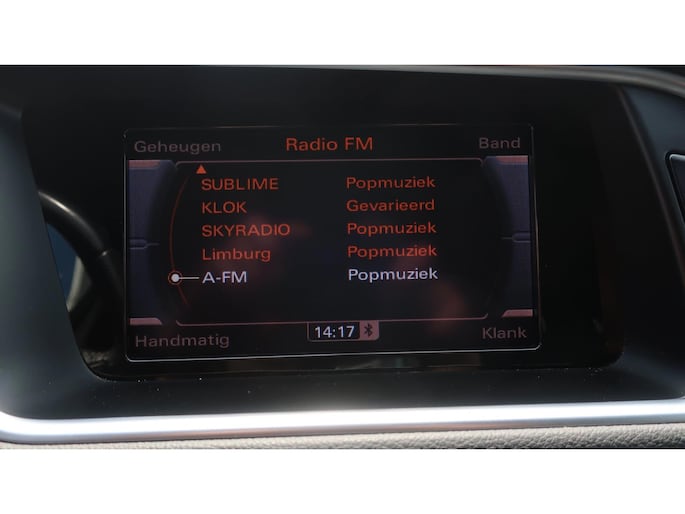 Geheugen Radio FM Band
SUBLIME Popmuziek
KLOK Gevarieerd
SKYRADIO Popmuziek
Limburg Popmuziek
A-FM Popmuziek
Handmatig 14:17 Klank